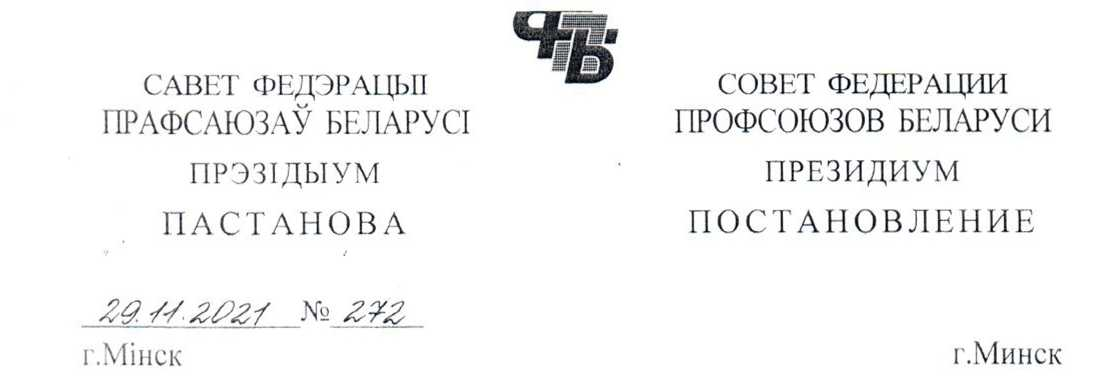 ФПБ
САВЕТ ФЕДЭРАЦЫІ
ПРАФСАЮЗАЎ БЕЛАРУСІ
ПРЭЗІДЫУМ
ПАСТАНОВА
СОВЕТ ФЕДЕРАЦИИ
ПРОФСОЮЗОВ БЕЛАРУСИ
ПРЕЗИДИУМ
ПОСТАНОВЛЕНИЕ
29.11.2021 № 272
г.Мінск
г.Минск